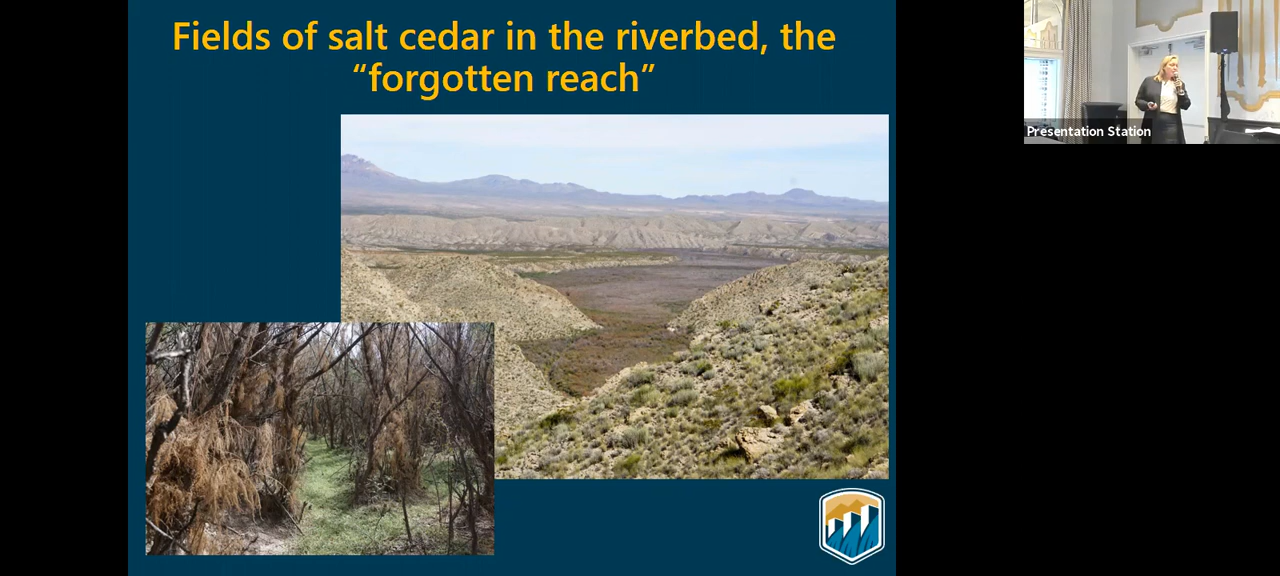 Fields of salt cedar in the riverbed, the
“forgotten reach”
Presentation Station